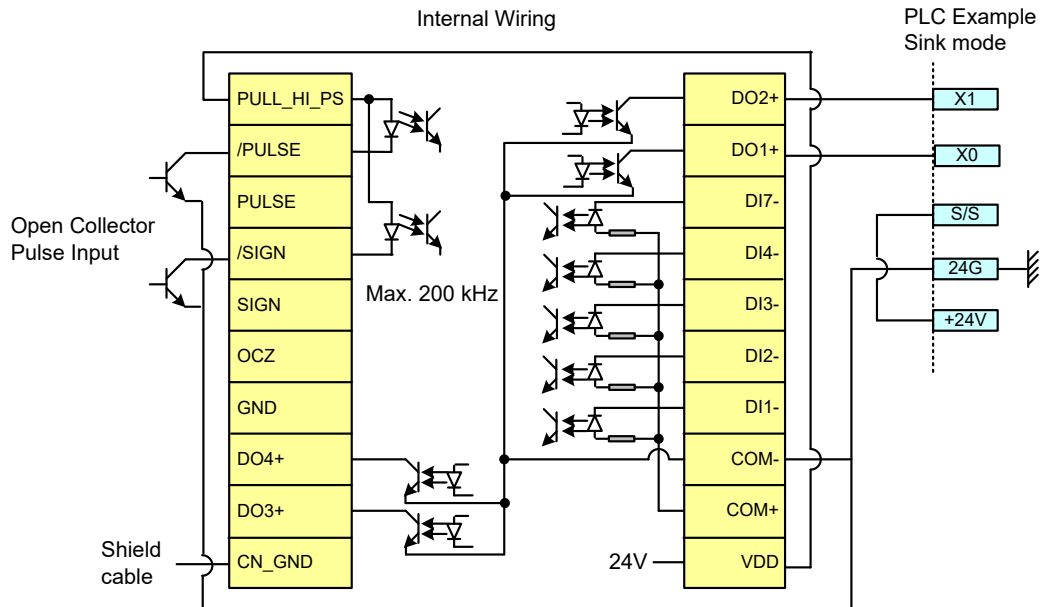 Internal Wiring
PLC Example
Sink mode
PULL_HI_PS
/PULSE
PULSE
/SIGN
SIGN
OCZ
GND
DO4+
DO3+
CN_GND
Open Collector
Pulse Input
Shield
cable
Max. 200 kHz
24V
DO2+
DO1+
DI7-
DI4-
DI3-
DI2-
DI1-
COM-
COM+
VDD
X1
X0
S/S
24G
+24V